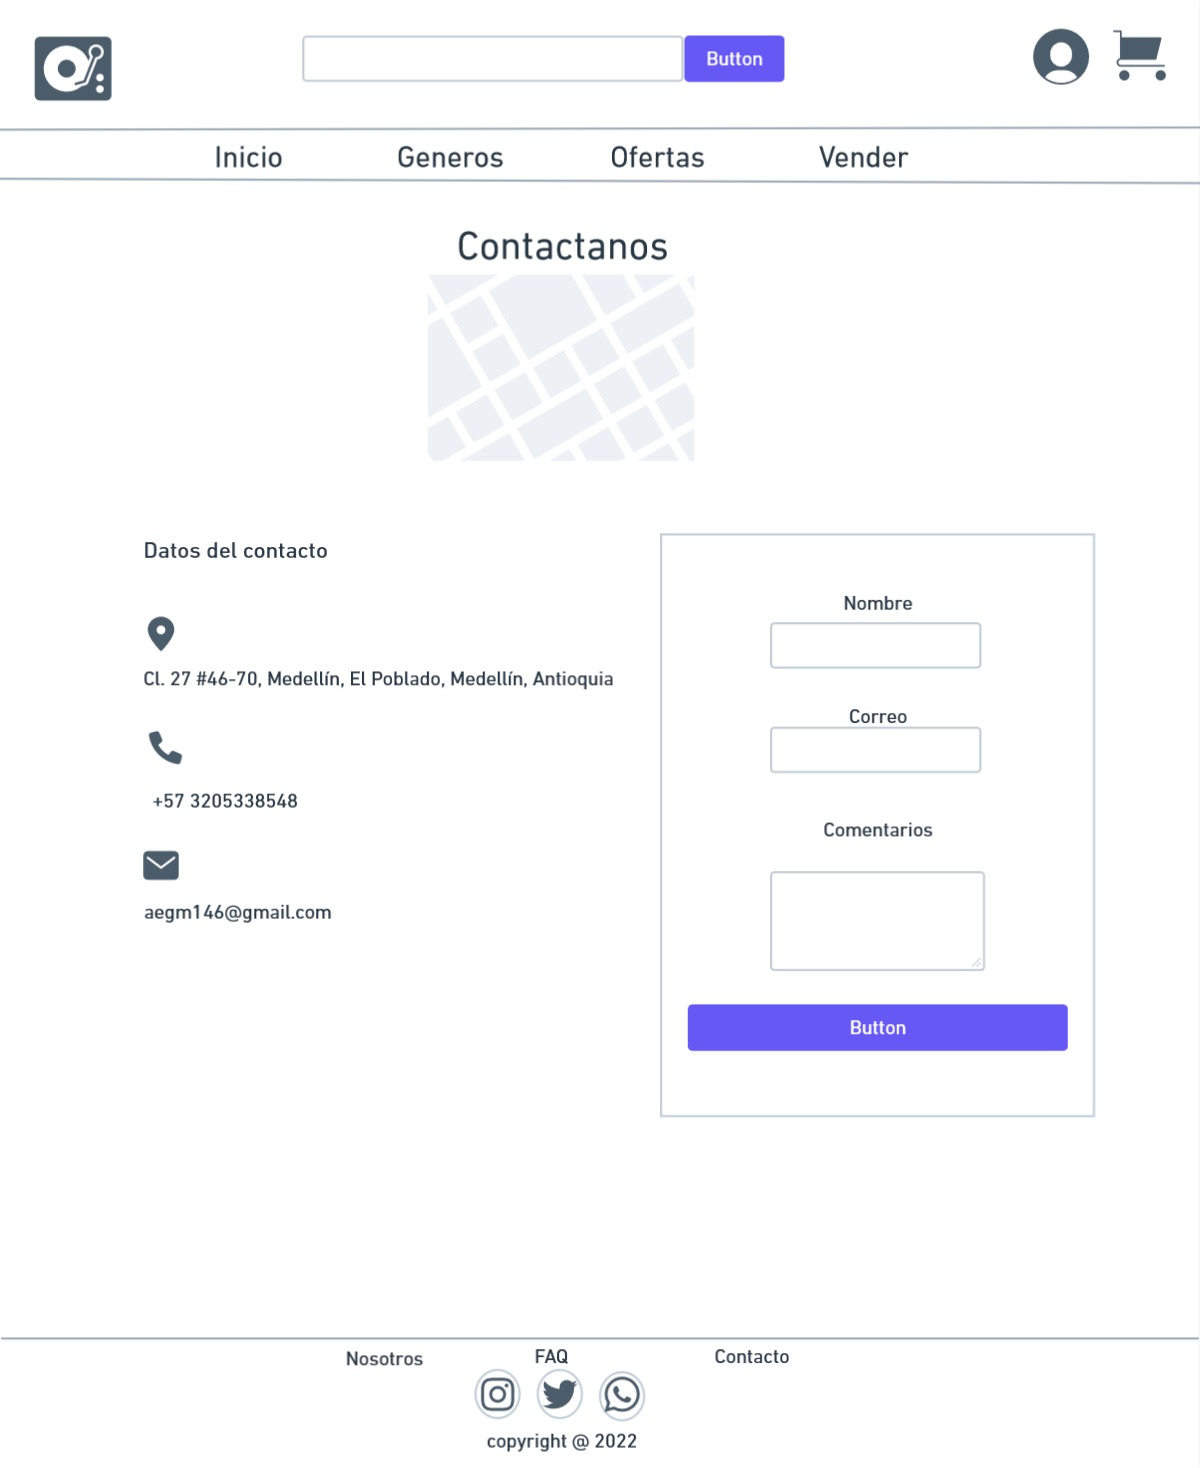 Button
Inicio Generos Ofertas Vender
Contactanos
Datos del contacto
Cl. 27 #46-70, Medellín, El Poblado, Medellín, Antioquia
+57 3205338548
aegm146@gmail.com
Nombre
Correo
Comentarios
Button
Nosotros FAQ Contacto
copyright @ 2022